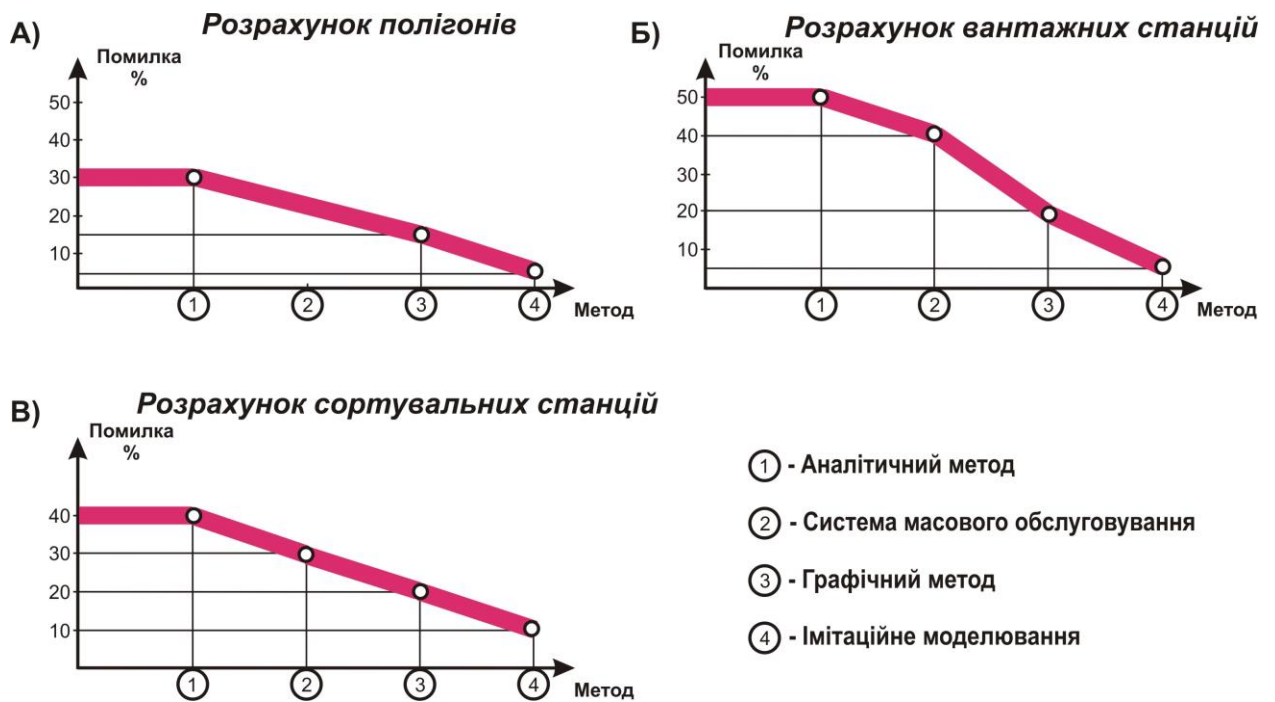 А)
Розрахунок полігонів
Помилка
%
50
40
30
20
10
1
2
3
4
Метод
Б)
Розрахунок вантажних станцій
Помилка
%
50
40
30
20
10
1
2
3
4
Метод
В)
Розрахунок сортувальних станцій
Помилка
%
40
30
20
10
1
2
3
4
Метод
1 - Аналітичний метод
2 - Система масового обслуговування
3 - Графічний метод
4 - Імітаційне моделювання